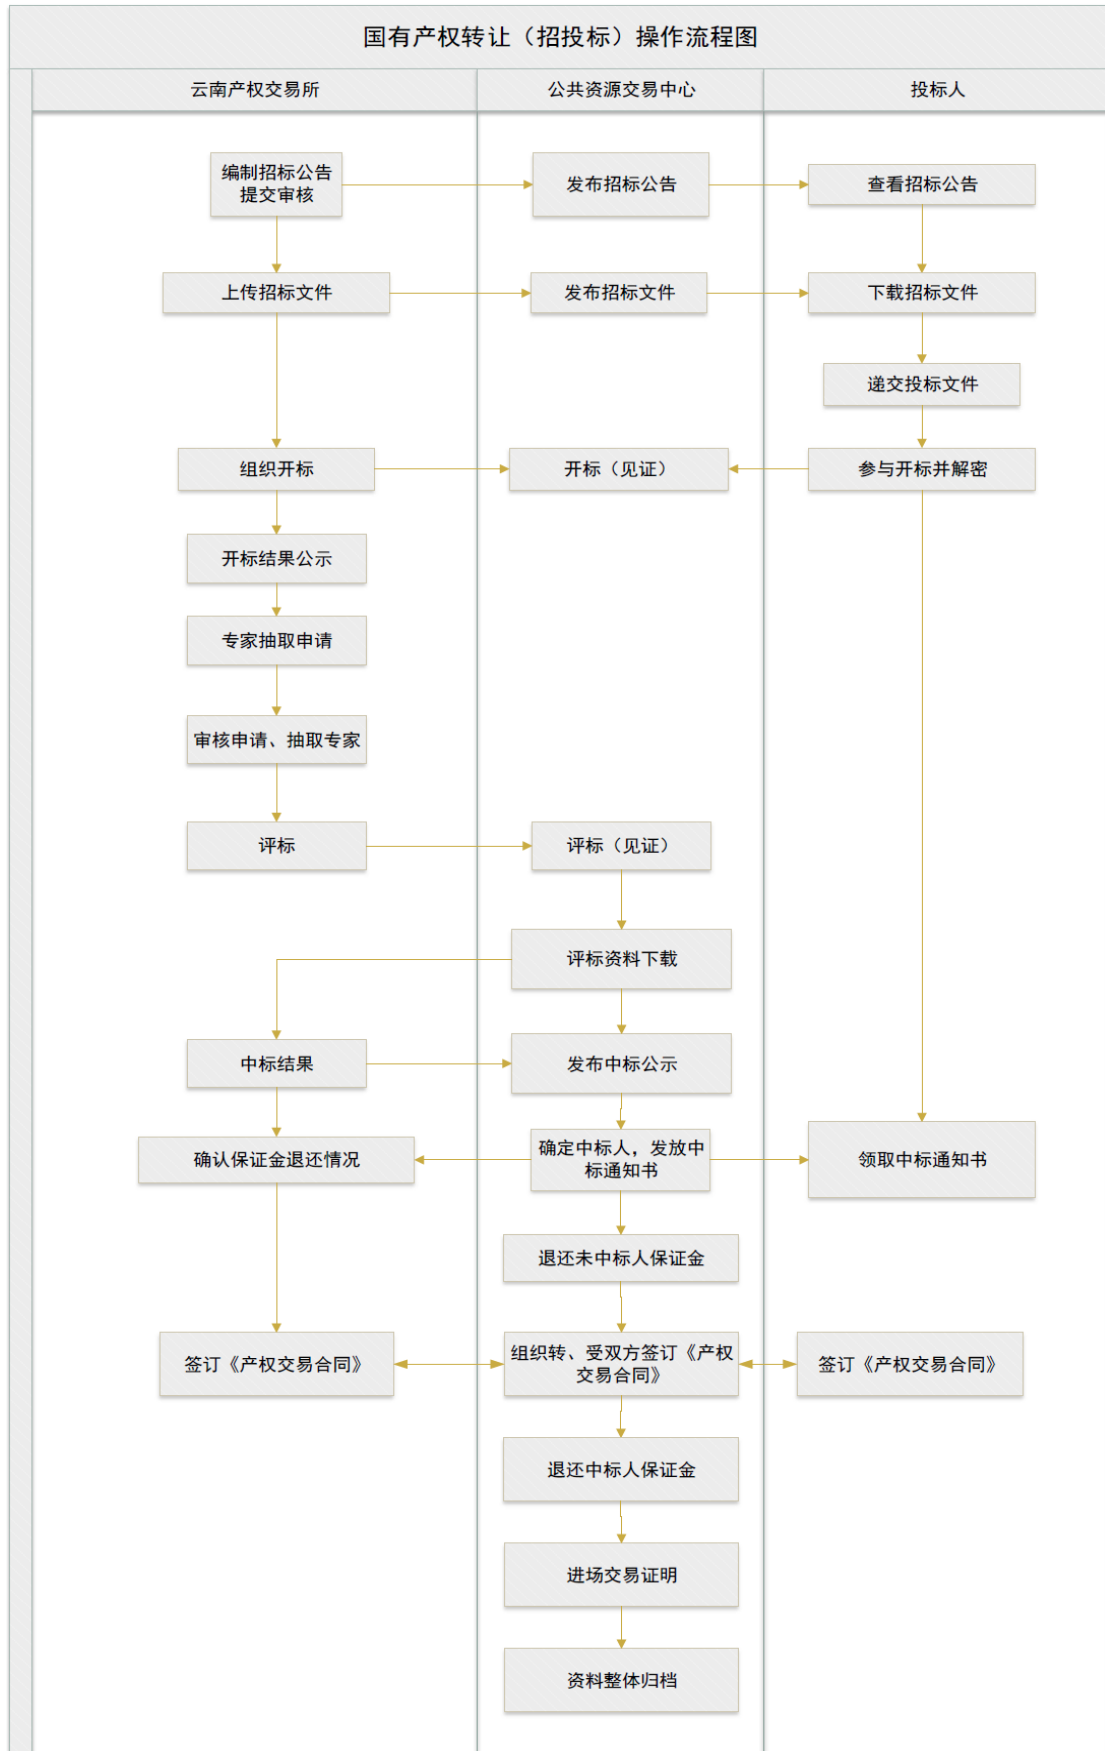 国有产权转让（招投标）操作流程图
云南产权交易所
公共资源交易中心
投标人
编制招标公告
提交审核
发布招标公告
查看招标公告
上传招标文件
发布招标文件
下载招标文件
递交投标文件
组织开标
开标（见证）
参与开标并解密
开标结果公示
专家抽取申请
审核申请、抽取专家
评标
评标（见证）
评标资料下载
中标结果
发布中标公示
确认保证金退还情况
确定中标人，发放中
标通知书
领取中标通知书
退还未中标人保证金
签订《产权交易合同》
组织转、受双方签订《产权
交易合同》
签订《产权交易合同》
退还中标人保证金
进场交易证明
资料整体归档